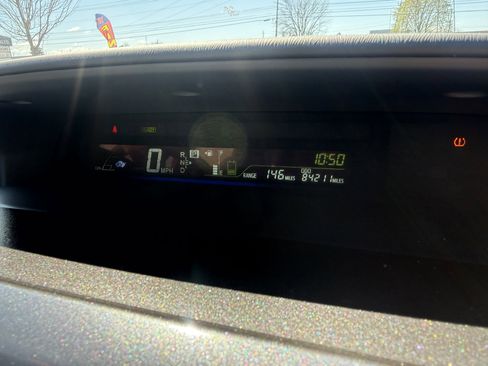 0 MPH
R
N
D
E
10:50
RANGE 146 MILES
ODO
84211 MILES